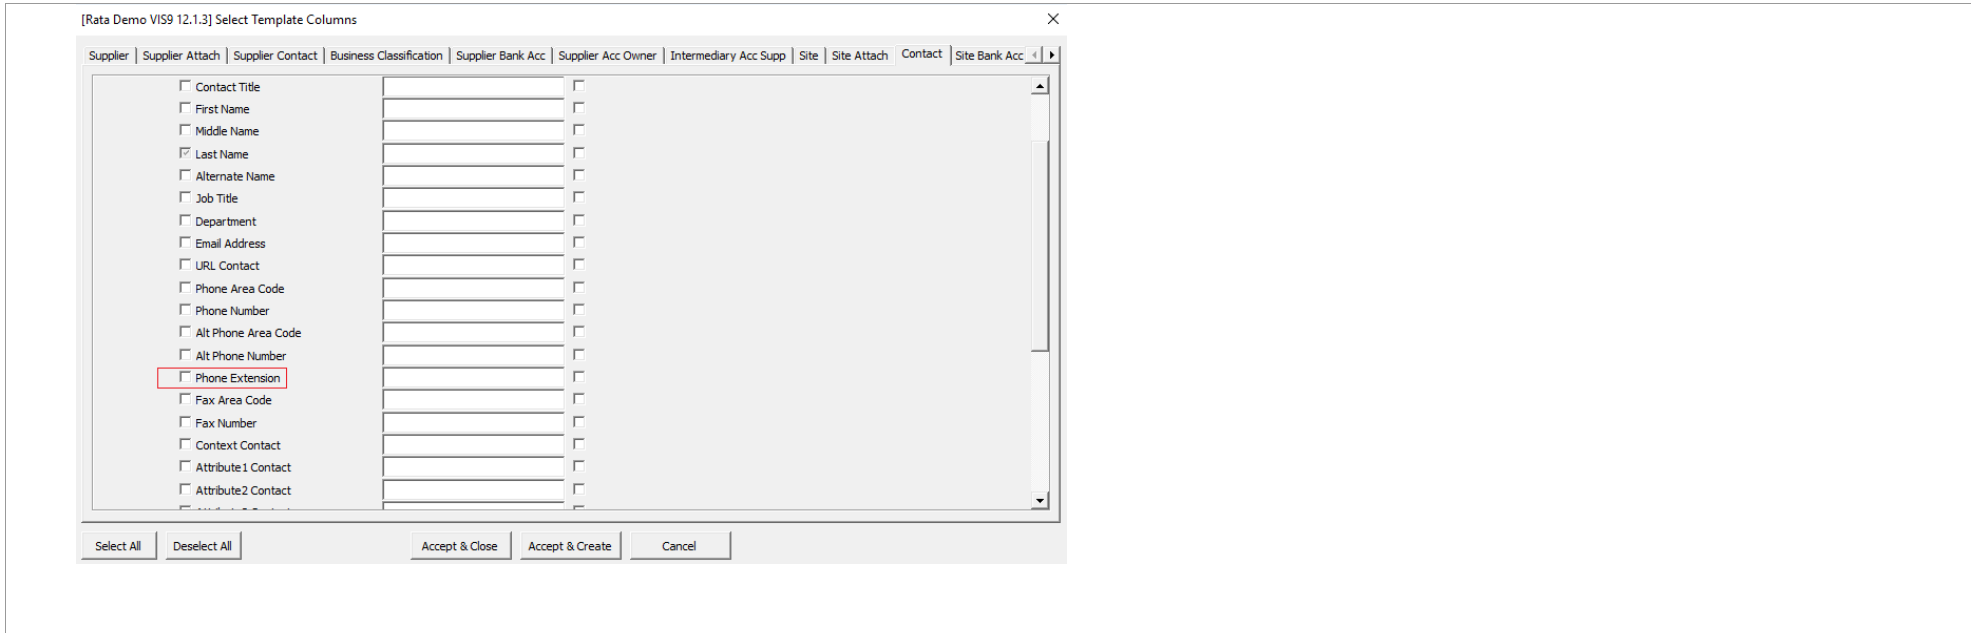 [Rata Demo VIS9 12.1.3] Select Template Columns
Supplier Supplier Attach Supplier Contact Business Classification Supplier Bank Acc Supplier Acc Owner Intermediary Acc Supp Site Site Attach Contact Site Bank Acc
Contact Title
First Name
Middle Name
Last Name
Alternate Name
Job Title
Department
Email Address
URL Contact
Phone Area Code
Phone Number
Alt Phone Area Code
Alt Phone Number
Phone Extension
Fax Area Code
Fax Number
Context Contact
Attribute1 Contact
Attribute2 Contact
Select All Deselect All Accept & Close Accept & Create Cancel